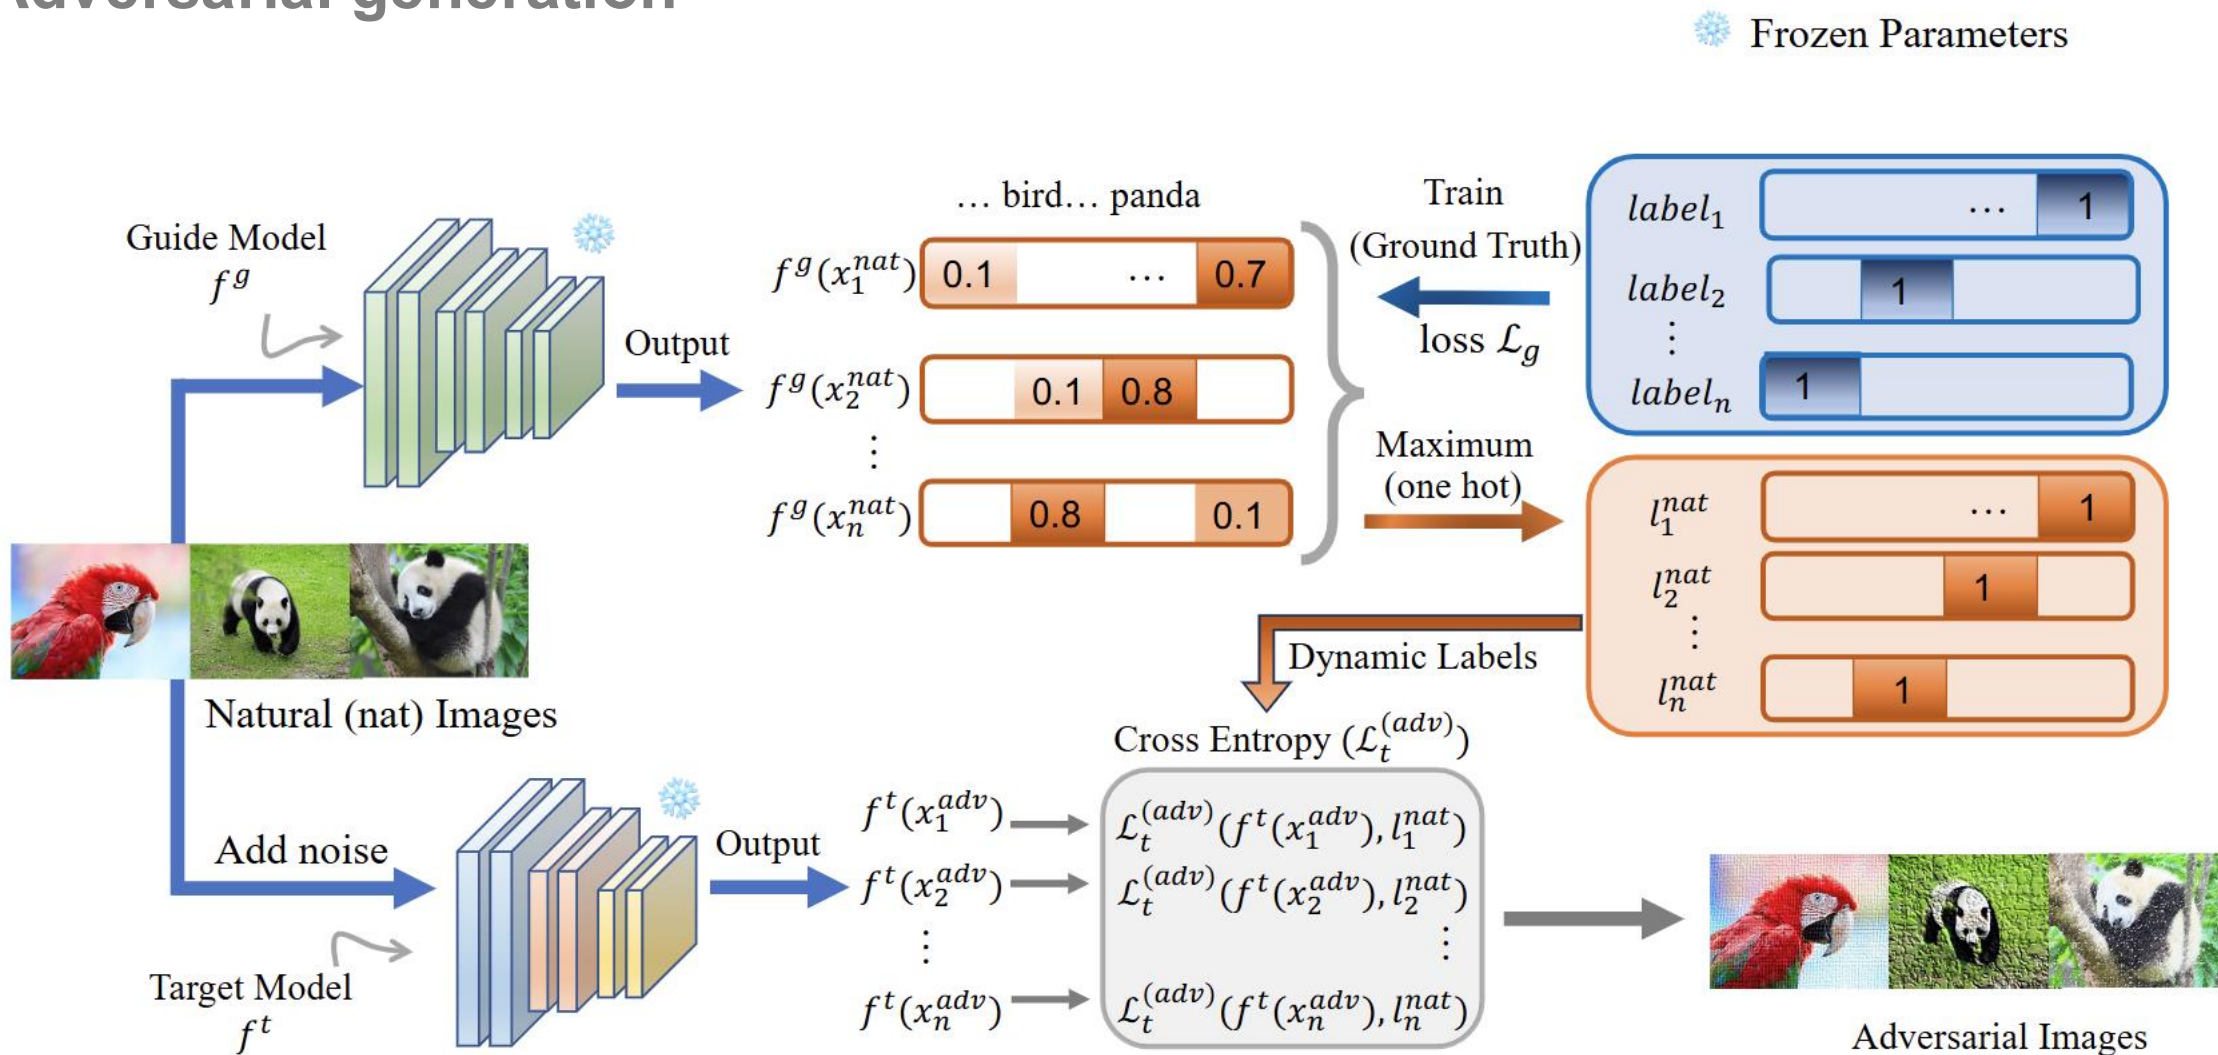 Adversarial generation
Frozen Parameters
Guide Model
f^g
Output
… bird… panda
f^g(x_1^{nat}) 0.1 … 0.7
f^g(x_2^{nat}) 0.1 0.8
⋮
f^g(x_n^{nat}) 0.8 0.1
Train
(Ground Truth)
loss ℒ_g
Maximum
(one hot)
label_1 … 1
label_2 1
⋮
label_n 1
l_1^{nat} … 1
l_2^{nat} 1
⋮
l_n^{nat} 1
Dynamic Labels
Natural (nat) Images
Add noise
Target Model
f^t
Output
Cross Entropy (ℒ_t^{(adv)})
f^t(x_1^{adv}) ℒ_t^{(adv)}(f^t(x_1^{adv}), l_1^{nat})
f^t(x_2^{adv}) ℒ_t^{(adv)}(f^t(x_2^{adv}), l_2^{nat})
⋮ ⋮
f^t(x_n^{adv}) ℒ_t^{(adv)}(f^t(x_n^{adv}), l_n^{nat})
Adversarial Images